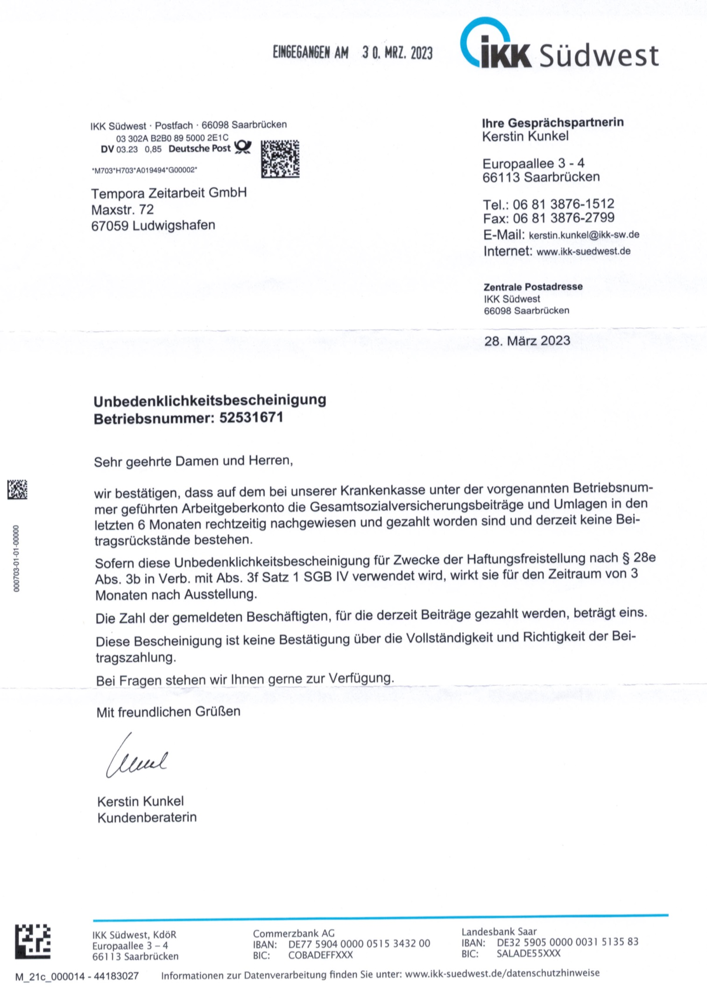 EINGEGANGEN AM 30. MRZ. 2023
iKK Südwest
IKK Südwest · Postfach · 66098 Saarbrücken
03 302A B2B0 89 5000 2E1C
DV 03.23 0,85 Deutsche Post
*M703*H703*A019494*G00002*
Tempora Zeitarbeit GmbH
Maxstr. 72
67059 Ludwigshafen
Ihre Gesprächspartnerin
Kerstin Kunkel
Europaallee 3 - 4
66113 Saarbrücken
Tel.: 06 81 3876-1512
Fax: 06 81 3876-2799
E-Mail: kerstin.kunkel@ikk-sw.de
Internet: www.ikk-suedwest.de
Zentrale Postadresse
IKK Südwest
66098 Saarbrücken
28. März 2023
Unbedenklichkeitsbescheinigung
Betriebsnummer: 52531671
Sehr geehrte Damen und Herren,
wir bestätigen, dass auf dem bei unserer Krankenkasse unter der vorgenannten Betriebsnum-
mer geführten Arbeitgeberkonto die Gesamtsozialversicherungsbeiträge und Umlagen in den
letzten 6 Monaten rechtzeitig nachgewiesen und gezahlt worden sind und derzeit keine Bei-
tragsrückstände bestehen.
Sofern diese Unbedenklichkeitsbescheinigung für Zwecke der Haftungsfreistellung nach § 28e
Abs. 3b in Verb. mit Abs. 3f Satz 1 SGB IV verwendet wird, wirkt sie für den Zeitraum von 3
Monaten nach Ausstellung.
Die Zahl der gemeldeten Beschäftigten, für die derzeit Beiträge gezahlt werden, beträgt eins.
Diese Bescheinigung ist keine Bestätigung über die Vollständigkeit und Richtigkeit der Bei-
tragszahlung.
Bei Fragen stehen wir Ihnen gerne zur Verfügung.
Mit freundlichen Grüßen
Kerstin Kunkel
Kundenberaterin
000703-01-01-00000
IKK Südwest, KdöR
Europaallee 3 – 4
66113 Saarbrücken
Commerzbank AG
IBAN: DE77 5904 0000 0515 3432 00
BIC: COBADEFFXXX
Landesbank Saar
IBAN: DE32 5905 0000 0031 5135 83
BIC: SALADE55XXX
M_21c_000014 - 44183027
Informationen zur Datenverarbeitung finden Sie unter: www.ikk-suedwest.de/datenschutzhinweise